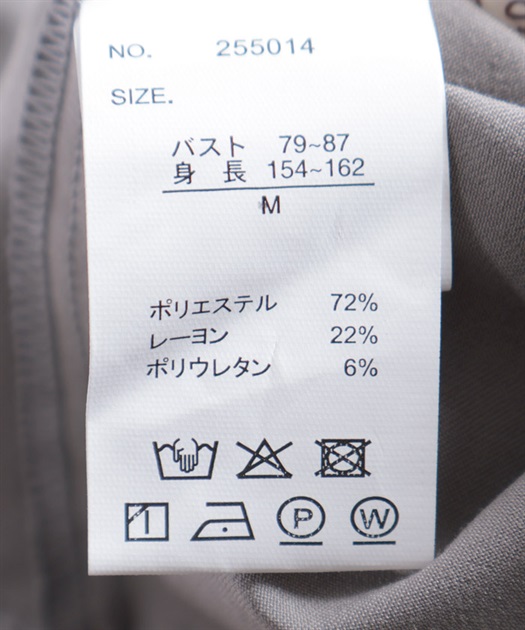 NO. 255014
SIZE.
バスト 79~87
身長 154~162
M
ポリエステル 72%
レーヨン 22%
ポリウレタン 6%
P W